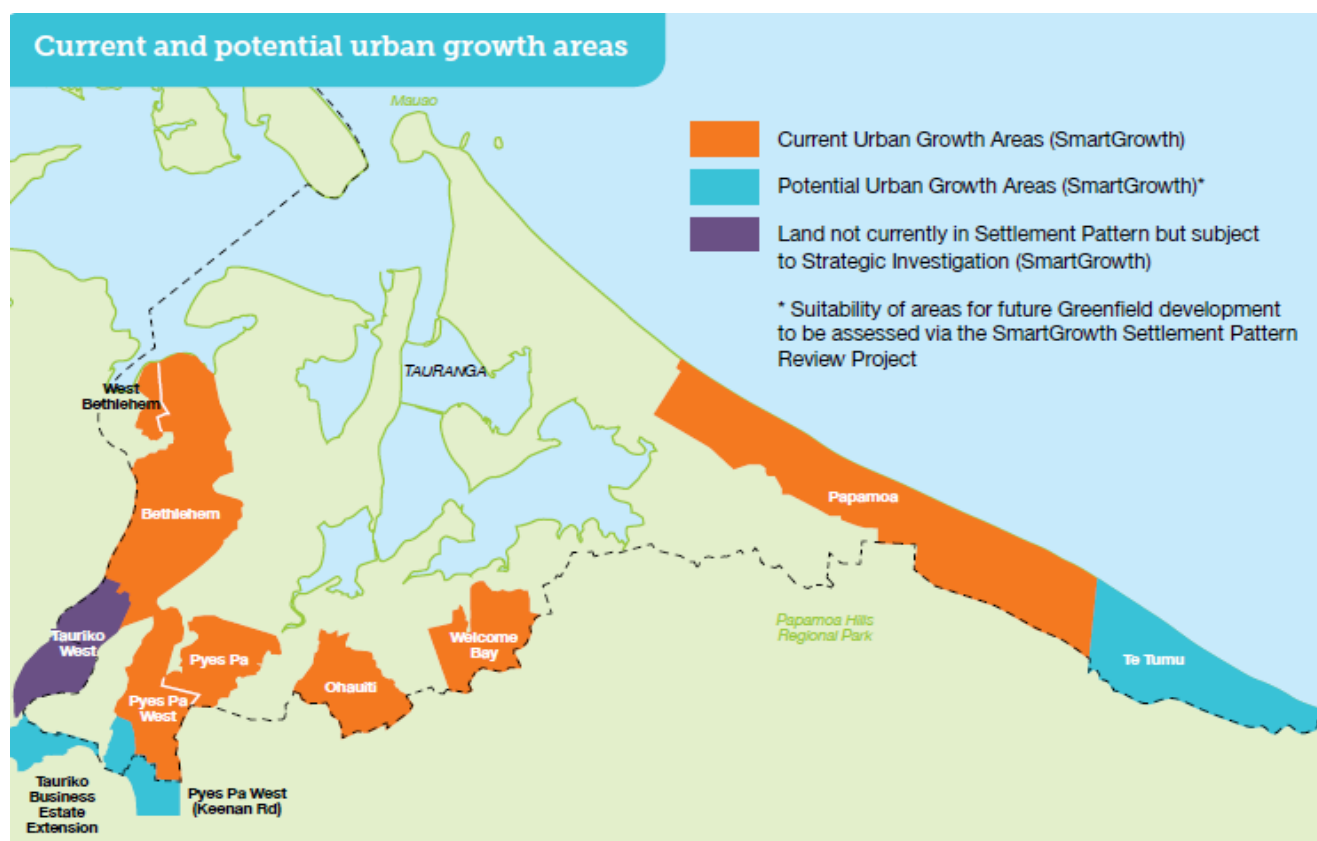 Current and potential urban growth areas
Mauao
Current Urban Growth Areas (SmartGrowth)
Potential Urban Growth Areas (SmartGrowth)*
Land not currently in Settlement Pattern but subject
to Strategic Investigation (SmartGrowth)
* Suitability of areas for future Greenfield development
to be assessed via the SmartGrowth Settlement Pattern
Review Project
TAURANGA
West
Bethlehem
Bethlehem
Papamoa
Tauriko
West
Pyes Pa
Pyes Pa
West
Ohauiti
Welcome
Bay
Papamoa Hills
Regional Park
Te Tumu
Tauriko
Business
Estate
Extension
Pyes Pa West
(Keenan Rd)